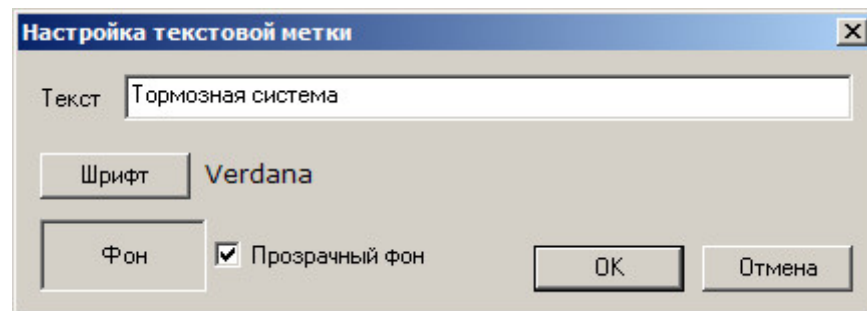 Настройка текстовой метки
Текст Тормозная система
Шрифт Verdana
Фон Прозрачный фон OK Отмена